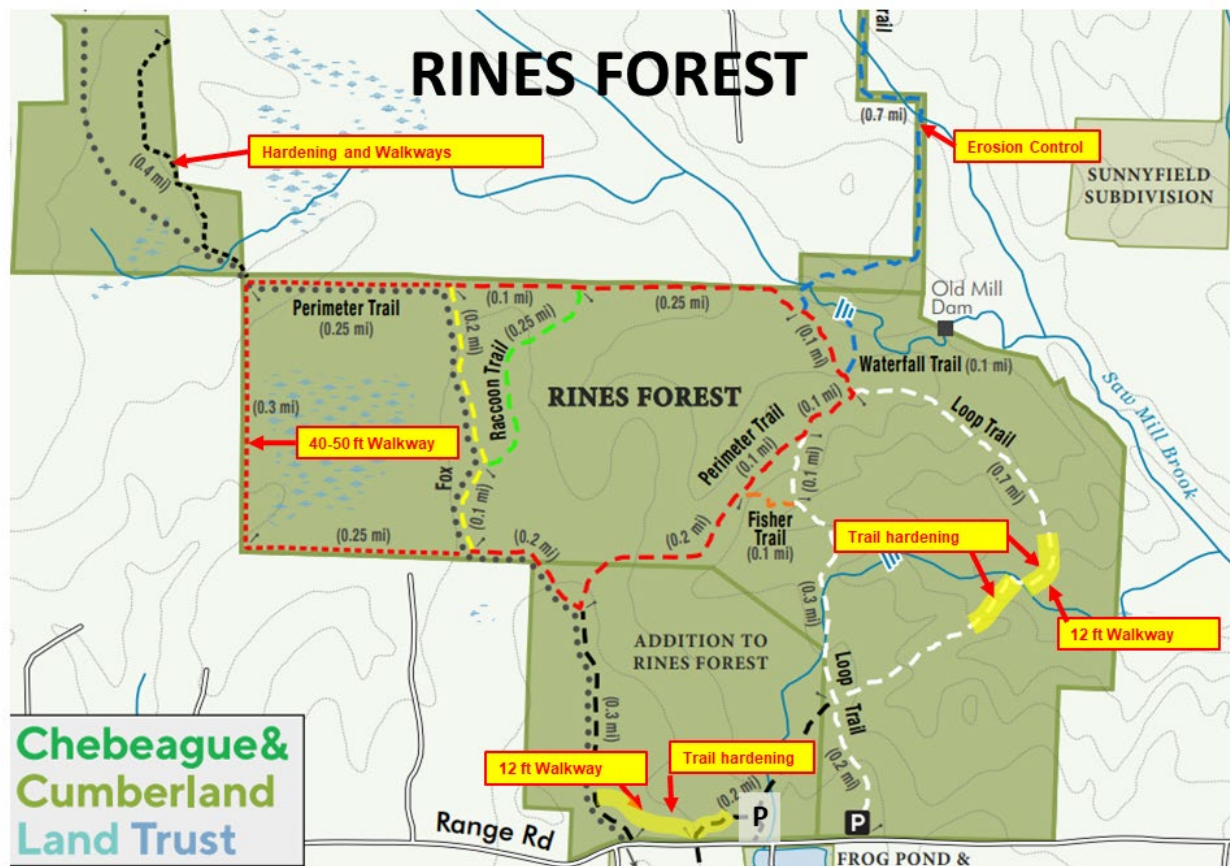 RINES FOREST
Trail
(0.7 mi)
Erosion Control
Hardening and Walkways
(0.4 mi)
SUNNYFIELD
SUBDIVISION
Old Mill
Dam
Perimeter Trail
(0.25 mi)
(0.1 mi)
(0.25 mi)
(0.2 mi)
Raccoon Trail
(0.25 mi)
(0.1 mi)
Waterfall Trail (0.1 mi)
Saw Mill Brook
RINES FOREST
(0.3 mi)
40-50 ft Walkway
Fox
(0.1 mi)
Perimeter Trail
(0.1 mi)
(0.1 mi)
(0.1 mi)
Loop Trail
(0.7 mi)
(0.25 mi)
(0.2 mi)
(0.2 mi)
Fisher
Trail
(0.1 mi)
Trail hardening
12 ft Walkway
(0.3 mi)
ADDITION TO
RINES FOREST
Loop
Trail
(0.3 mi)
(0.2 mi)
12 ft Walkway
Trail hardening
(0.2 mi)
P
P
Chebeague&
Cumberland
Land Trust
Range Rd
FROG POND &